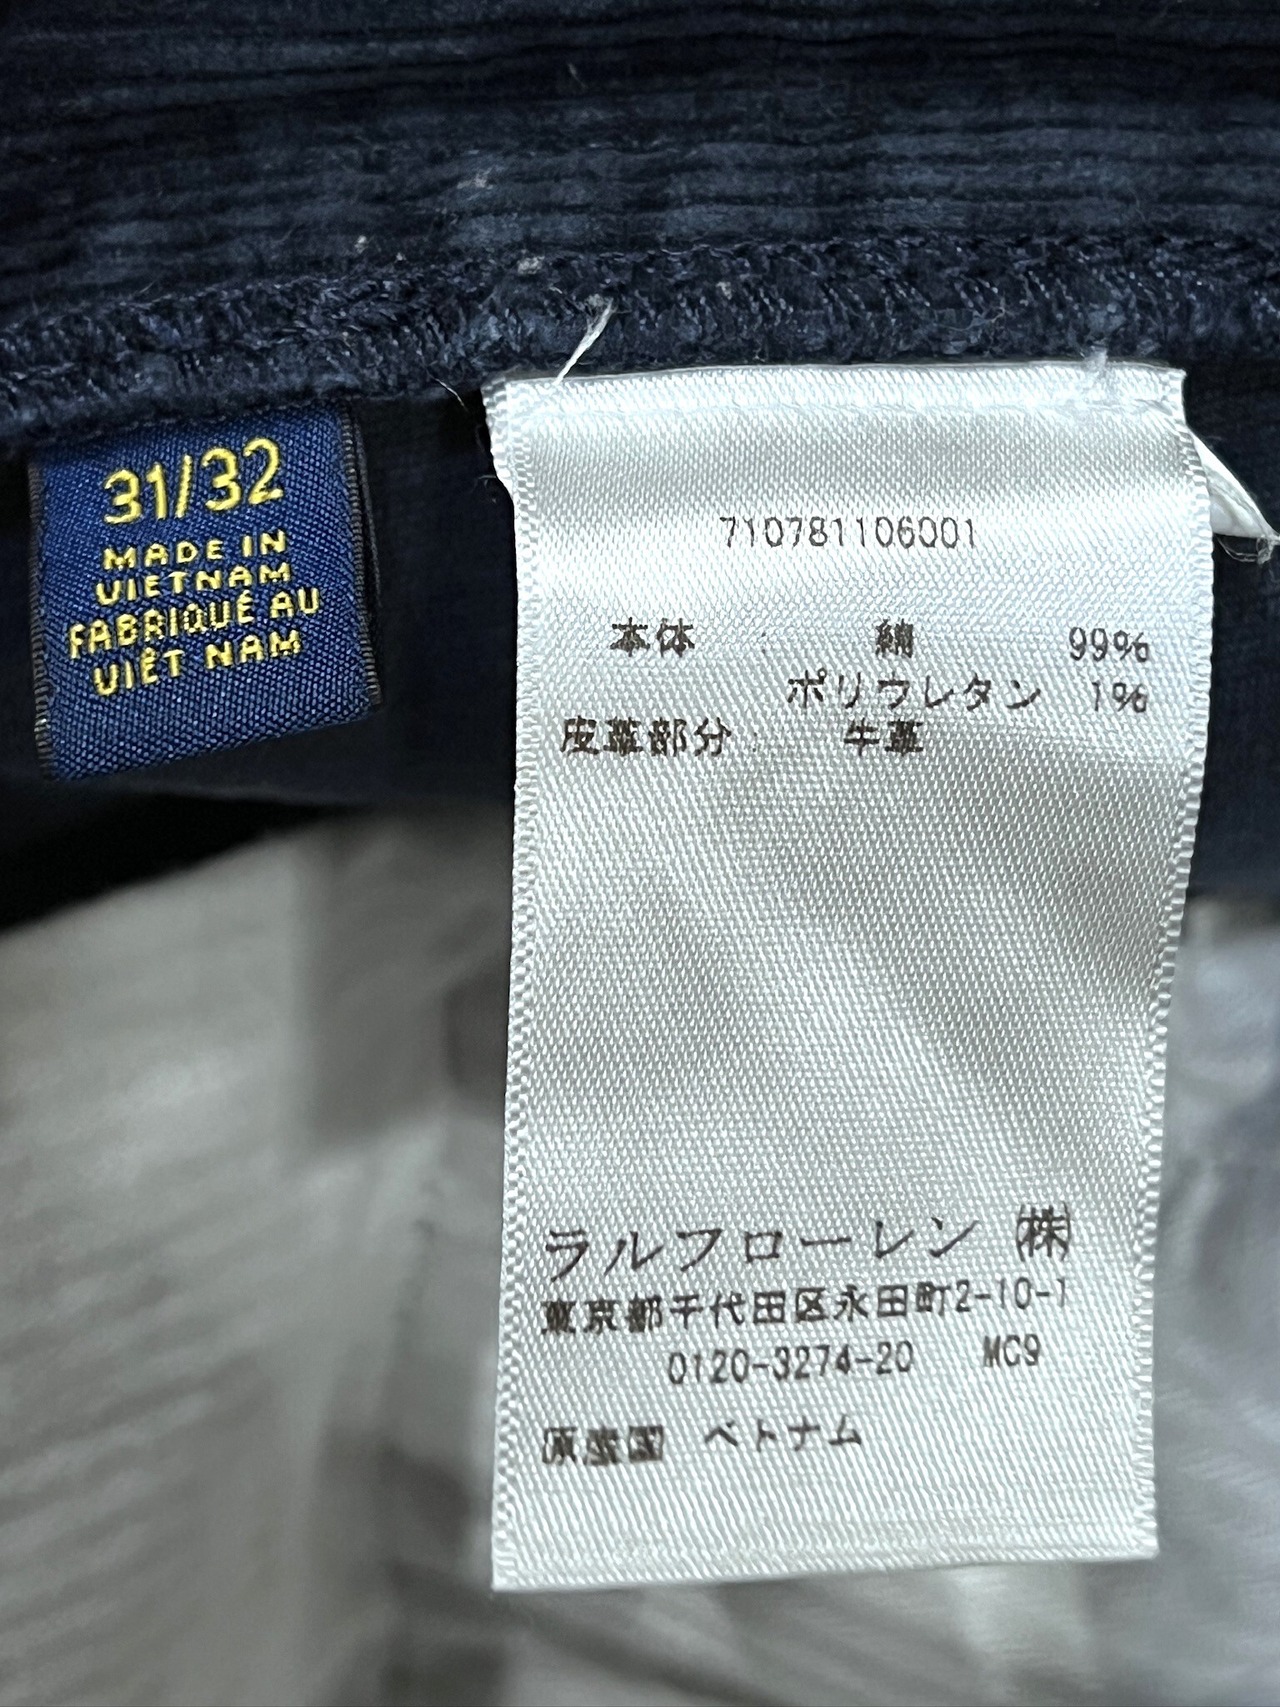 31/32
MADE IN
VIETNAM
FABRIQUÉ AU
VIÊT NAM
710781106001
本体 綿 99%
ポリウレタン 1%
皮革部分 牛革
ラルフローレン ㈱
東京都千代田区永田町2-10-1
0120-3274-20 MC9
原産国 ベトナム